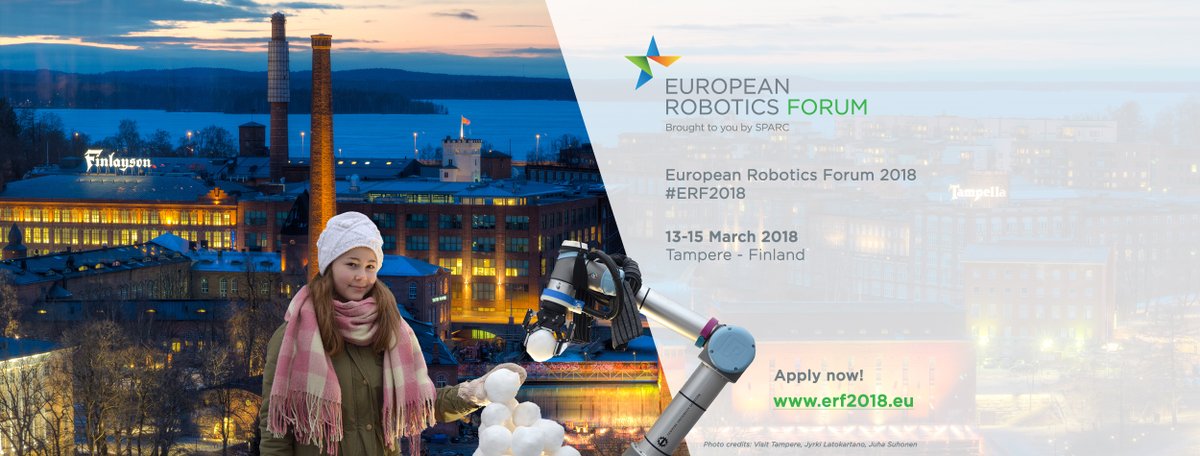 Finlayson
EUROPEAN
ROBOTICS FORUM
Brought to you by SPARC
European Robotics Forum 2018
#ERF2018
Tampella
13-15 March 2018
Tampere - Finland
Apply now!
www.erf2018.eu
Photo credits: Visit Tampere, Jyrki Latokartano, Juha Suhonen